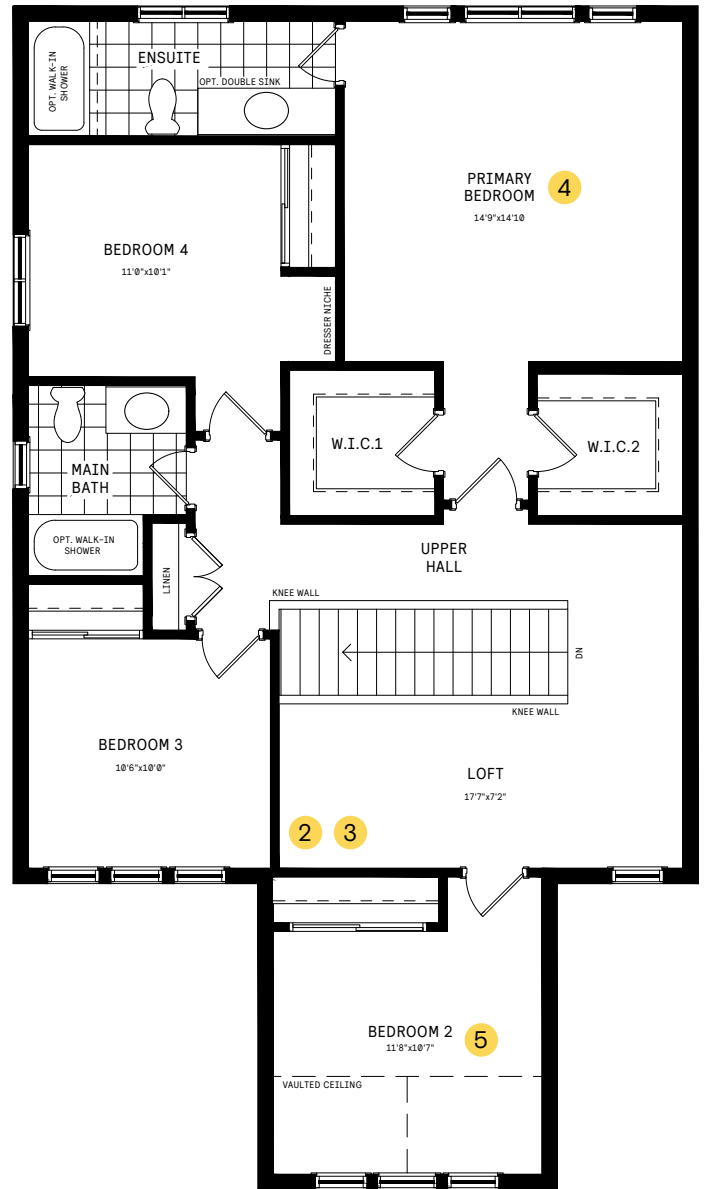 ENSUITE
OPT. WALK-IN
SHOWER
OPT. DOUBLE SINK
PRIMARY
BEDROOM
4
14'9"x14'10
BEDROOM 4
11'0"x10'1"
DRESSER NICHE
W.I.C.1
W.I.C.2
MAIN
BATH
OPT. WALK-IN
SHOWER
LINEN
UPPER
HALL
KNEE WALL
DN
KNEE WALL
BEDROOM 3
10'6"x10'0"
LOFT
17'7"x7'2"
2
3
BEDROOM 2
11'8"x10'7"
5
VAULTED CEILING